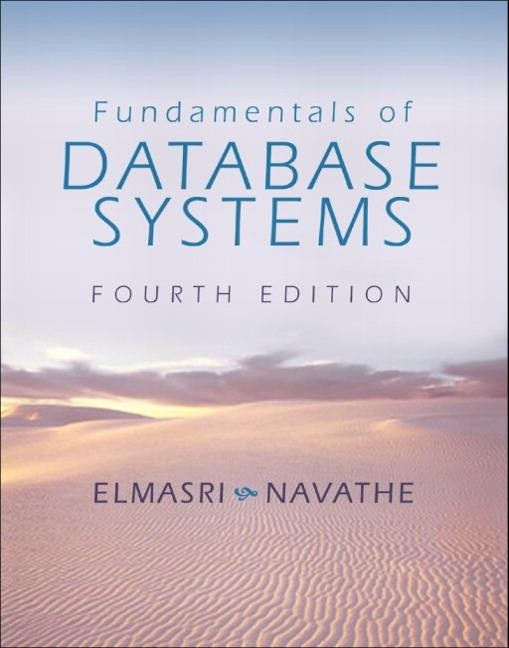 Fundamentals of
DATABASE
SYSTEMS
FOURTH EDITION
ELMASRI NAVATHE